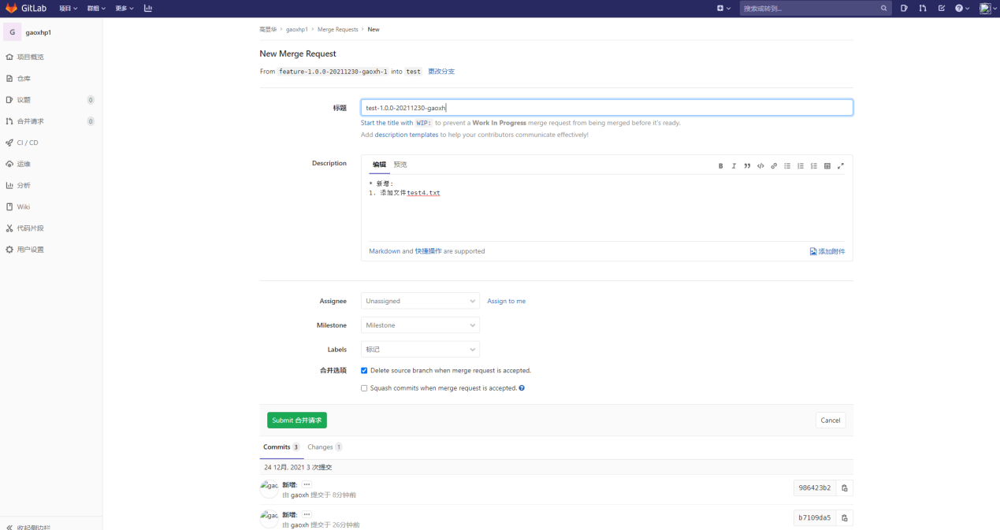 GitLab 项目 群组 更多 搜索或转到...
G gaoxhp1
项目概览
仓库
议题 0
合并请求 0
CI / CD
运维
分析
Wiki
代码片段
用户设置
收起侧边栏
高显华 > gaoxhp1 > Merge Requests > New
New Merge Request
From feature-1.0.0-20211230-gaoxh-1 into test 更改分支
标题 test-1.0.0-20211230-gaoxh
Start the title with WIP: to prevent a Work In Progress merge request from being merged before it's ready.
Add description templates to help your contributors communicate effectively!
Description 编辑 预览
* 新增：
1. 添加文件test4.txt
Markdown and 快捷操作 are supported 添加附件
Assignee Unassigned Assign to me
Milestone Milestone
Labels 标记
合并选项 Delete source branch when merge request is accepted.
Squash commits when merge request is accepted.
Submit 合并请求 Cancel
Commits 3 Changes 1
24 12月, 2021 3 次提交
gao 新增: ...
由 gaoxh 提交于 8分钟前 986423b2
gao 新增: ...
由 gaoxh 提交于 26分钟前 b7109da5